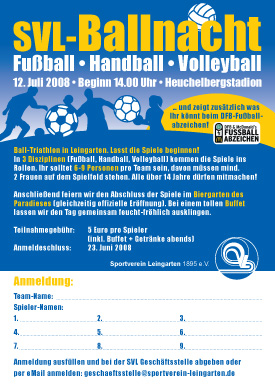 SVL-Ballnacht
Fußball • Handball • Volleyball
12. Juli 2008 • Beginn 14.00 Uhr • Heuchelbergstadion
... und zeigt zusätzlich was
Ihr könnt beim DFB-Fußball-
abzeichen!
DFB & McDonald's
FUSSBALL
ABZEICHEN
Ball-Triathlon in Leingarten. Lasst die Spiele beginnen!
In 3 Disziplinen (Fußball, Handball, Volleyball) kommen die Spiele ins
Rollen. Ihr solltet 6-9 Personen pro Team sein, davon müssen mind.
2 Frauen auf dem Spielfeld stehen. Alle über 14 Jahre dürfen mitmachen!
Anschließend feiern wir den Abschluss der Spiele im Biergarten des
Paradieses (gleichzeitig offizielle Eröffnung). Bei einem tollen Buffet
lassen wir den Tag gemeinsam feucht-fröhlich ausklingen.
Teilnahmegebühr: 5 Euro pro Spieler
(inkl. Buffet + Getränke abends)
Anmeldeschluss: 23. Juni 2008
Sportverein Leingarten 1895 e.V.
Anmeldung:
Team-Name:
Spieler-Namen:
1. 2. 3.
4. 5. 6.
7. 8. 9.
Anmeldung ausfüllen und bei der SVL Geschäftsstelle abgeben oder
per eMail anmelden: geschaeftsstelle@sportverein-leingarten.de